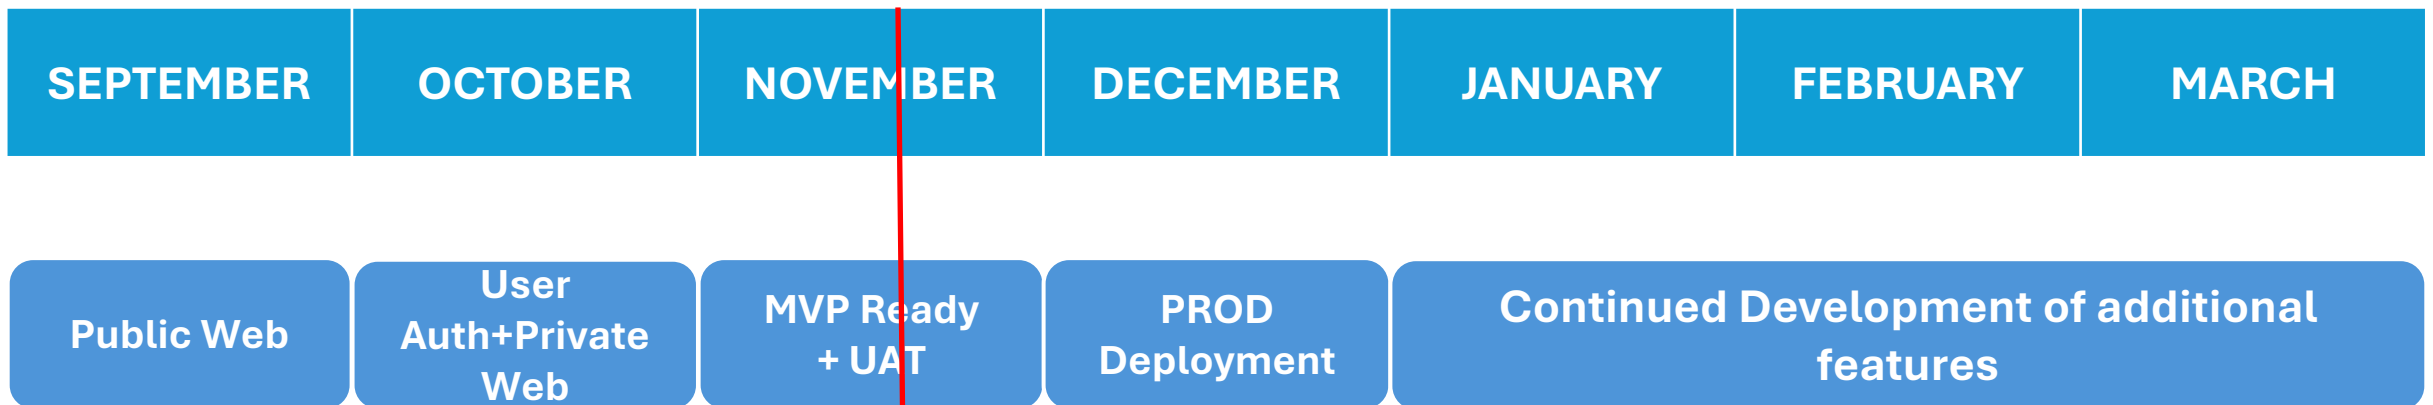 SEPTEMBER
OCTOBER
NOVEMBER
DECEMBER
JANUARY
FEBRUARY
MARCH
Public Web
User
Auth+Private
Web
MVP Ready
+ UAT
PROD
Deployment
Continued Development of additional
features